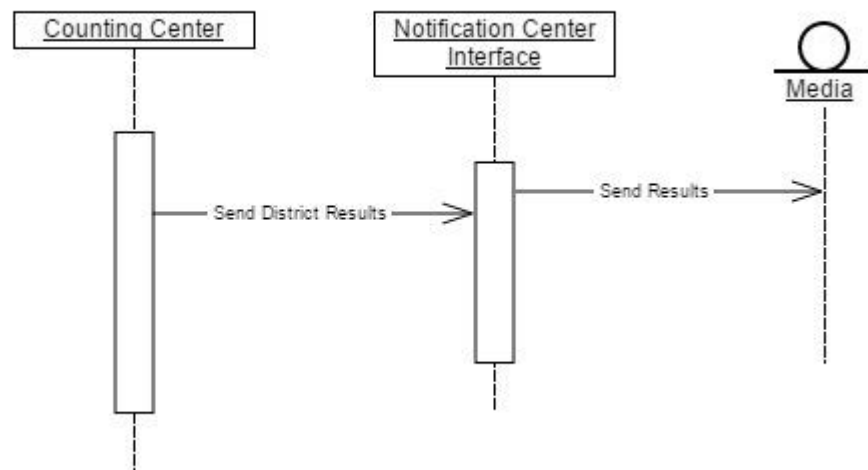 Counting Center
Notification Center
Interface
Media
Send Results
Send District Results